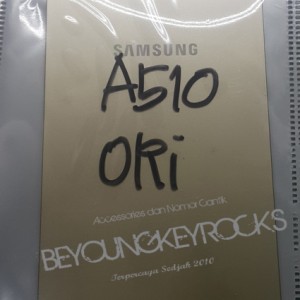 SAMSUNG
A510
ORi
Accessories dan Nomor Cantik
BEYOUNGKEYROCKS
Terpercaya Sedjak 2010